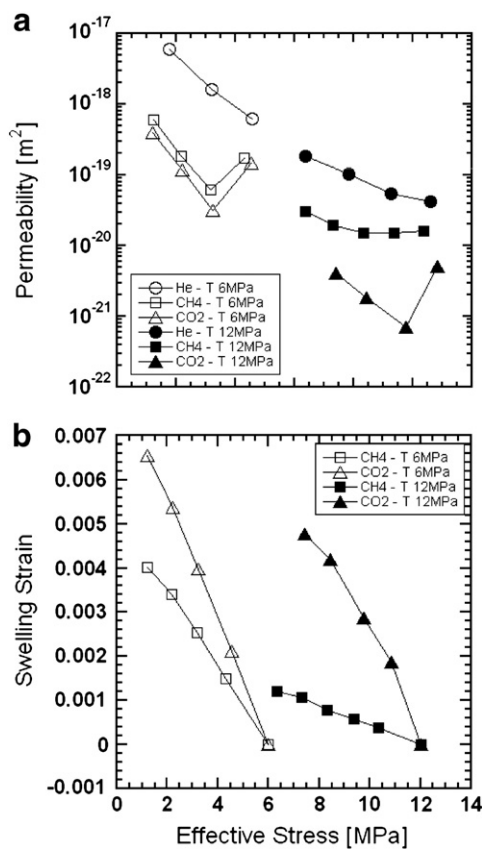 a
10⁻¹⁷
10⁻¹⁸
10⁻¹⁹
10⁻²⁰
10⁻²¹
10⁻²²
Permeability [m²]
He - T 6MPa
CH4 - T 6MPa
CO2 - T 6MPa
He - T 12MPa
CH4 - T 12MPa
CO2 - T 12MPa
b
0.007
0.006
0.005
0.004
0.003
0.002
0.001
0
-0.001
Swelling Strain
CH4 - T 6MPa
CO2 - T 6MPa
CH4 - T 12MPa
CO2 - T 12MPa
0 2 4 6 8 10 12 14
Effective Stress [MPa]